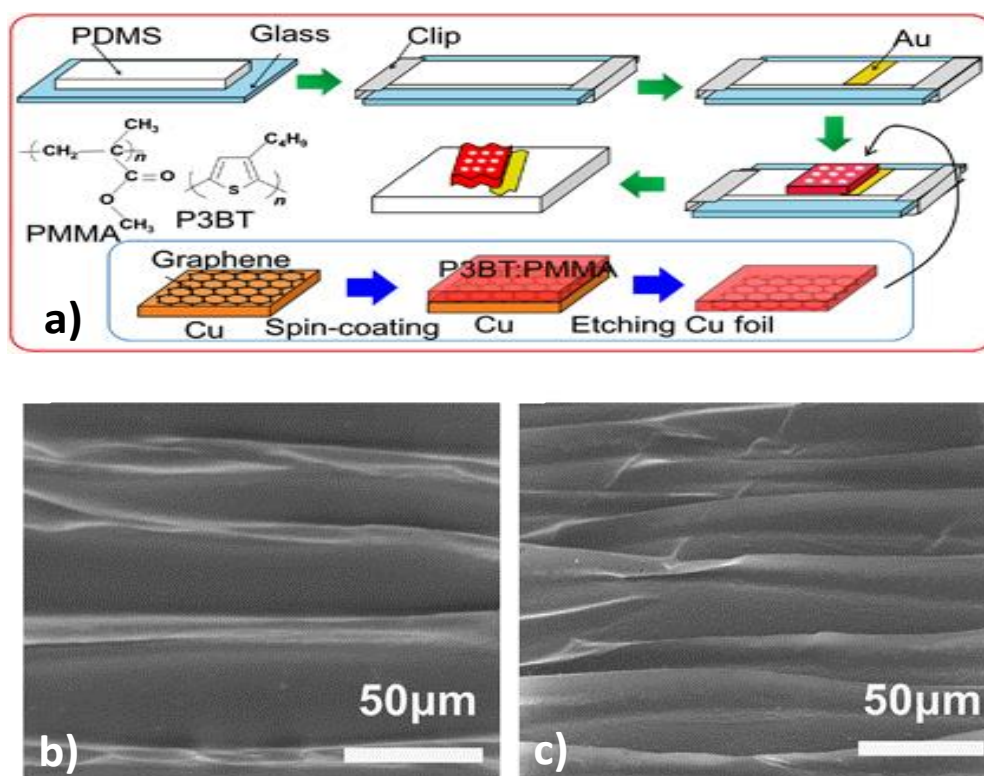 PDMS
Glass
Clip
Au
CH₃
(CH₂
C
)n
C
O
O
CH₃
PMMA
C₄H₉
S
n
P3BT
Graphene
P3BT:PMMA
Cu
Spin-coating
Cu
Etching Cu foil
a)
50μm
b)
50μm
c)